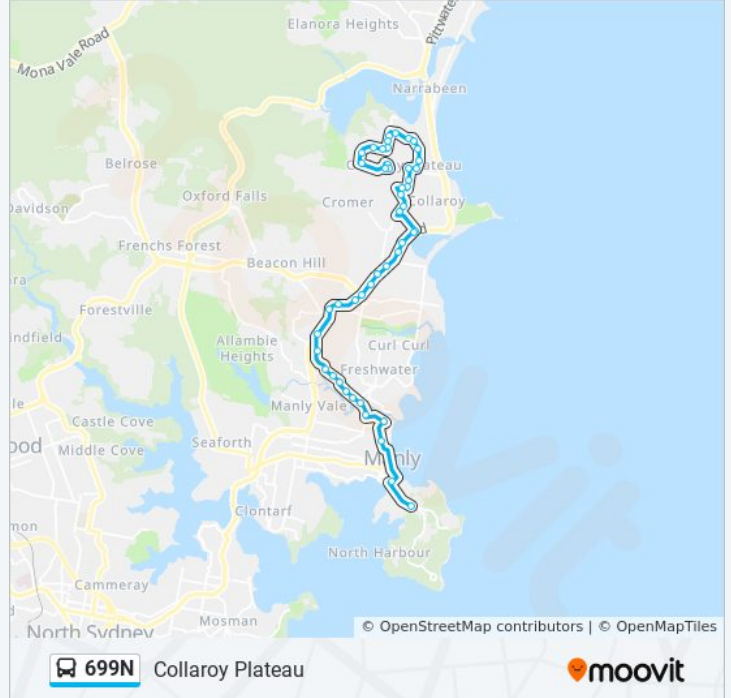 Elanora Heights
Pittwate
Mona Vale Road
Narrabeen
Belrose
Oxford Falls
Cromer
Collaroy
Davidson
Frenchs Forest
Beacon Hill
Forestville
Allambie
Heights
Curl Curl
Freshwater
Manly Vale
Castle Cove
Middle Cove
Seaforth
Manly
Clontarf
North Harbour
Cammeray
Mosman
North Sydney
© OpenStreetMap contributors | © OpenMapTiles
699N Collaroy Plateau
moovit